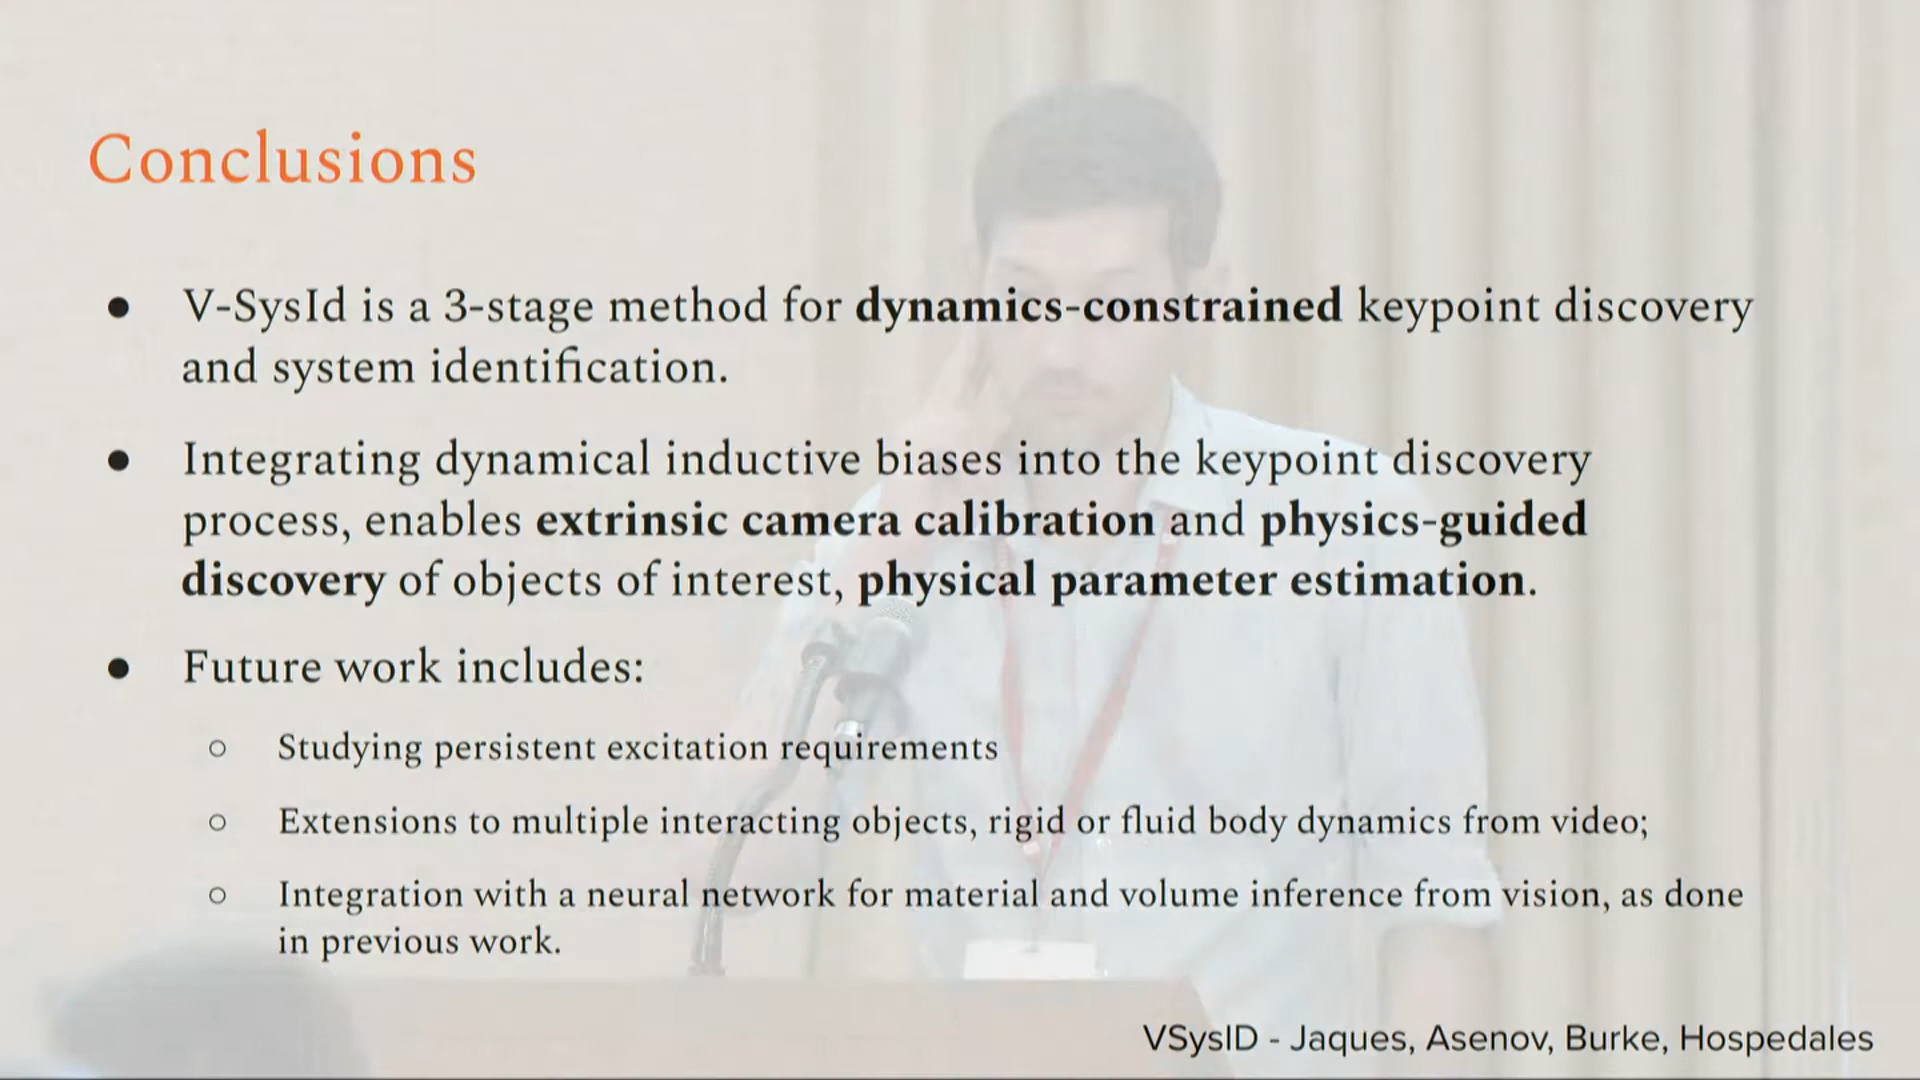 Conclusions
● V-SysId is a 3-stage method for dynamics-constrained keypoint discovery
and system identification.
● Integrating dynamical inductive biases into the keypoint discovery
process, enables extrinsic camera calibration and physics-guided
discovery of objects of interest, physical parameter estimation.
● Future work includes:
○ Studying persistent excitation requirements
○ Extensions to multiple interacting objects, rigid or fluid body dynamics from video;
○ Integration with a neural network for material and volume inference from vision, as done
in previous work.
VSysID - Jaques, Asenov, Burke, Hospedales